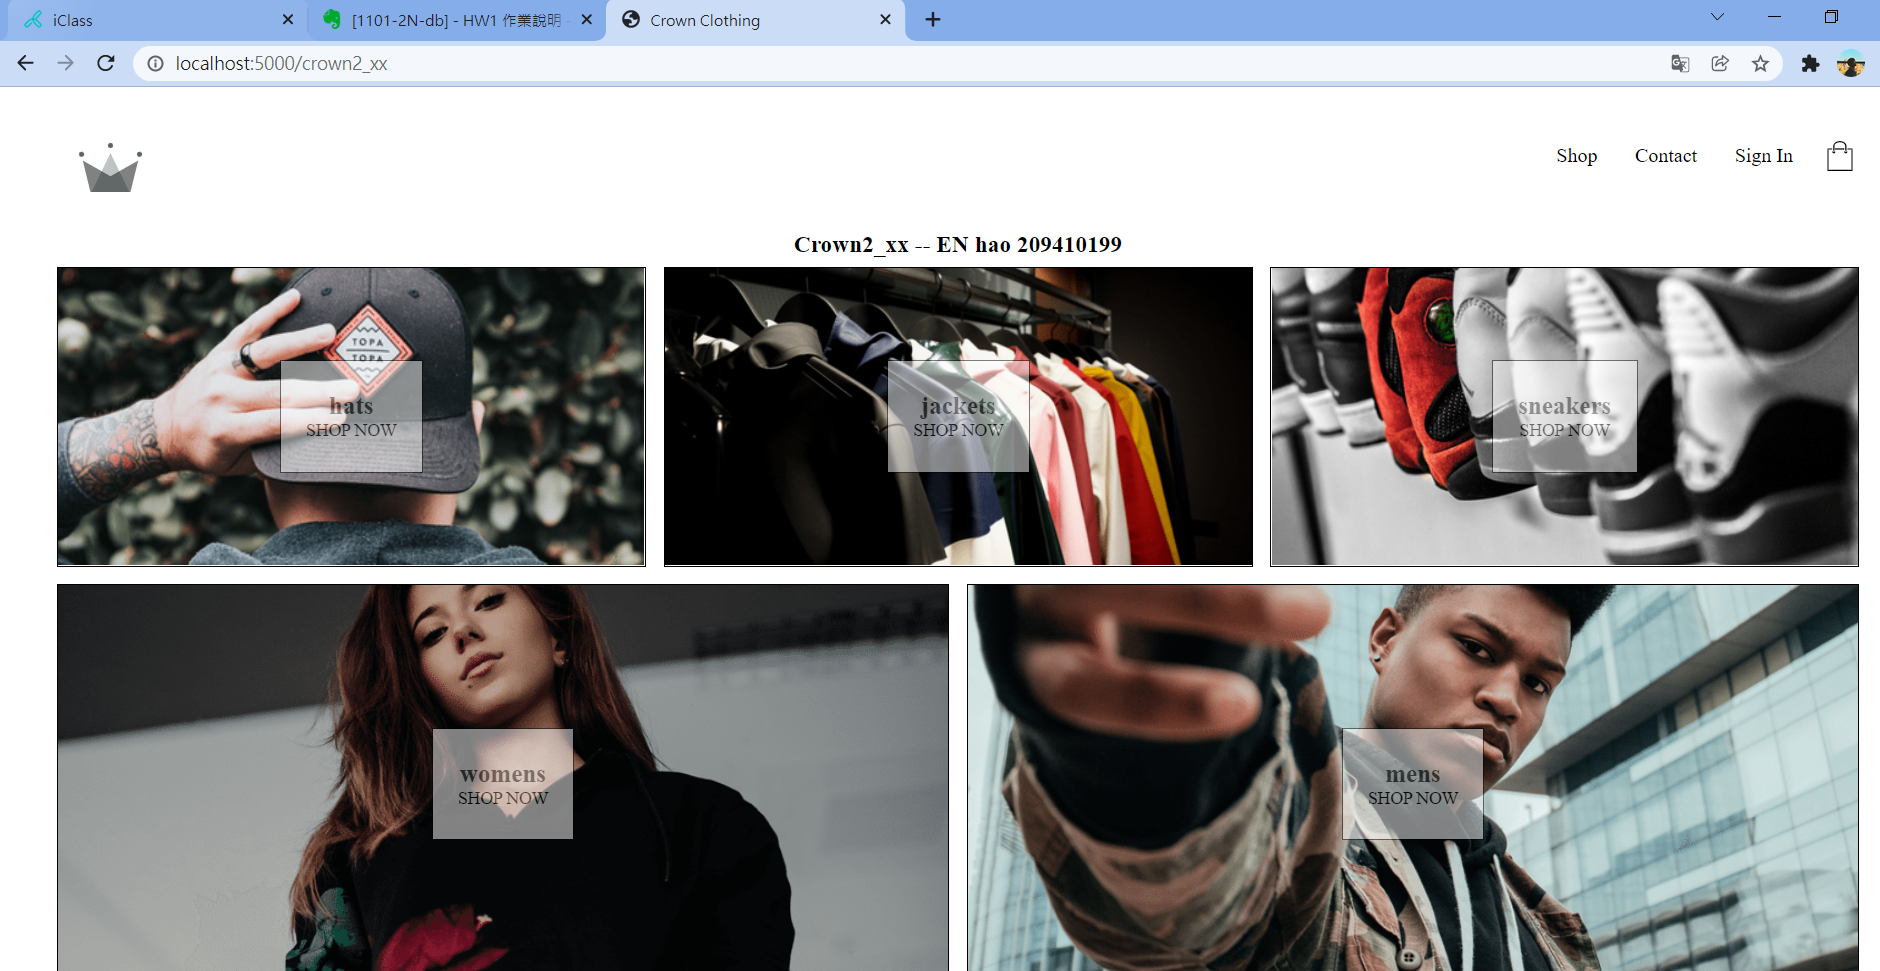 iClass
[1101-2N-db] - HW1 作業說明 -
Crown Clothing
localhost:5000/crown2_xx
Shop Contact Sign In
Crown2_xx -- EN hao 209410199
TOPA
TOPA
hats
SHOP NOW
jackets
SHOP NOW
sneakers
SHOP NOW
womens
SHOP NOW
mens
SHOP NOW